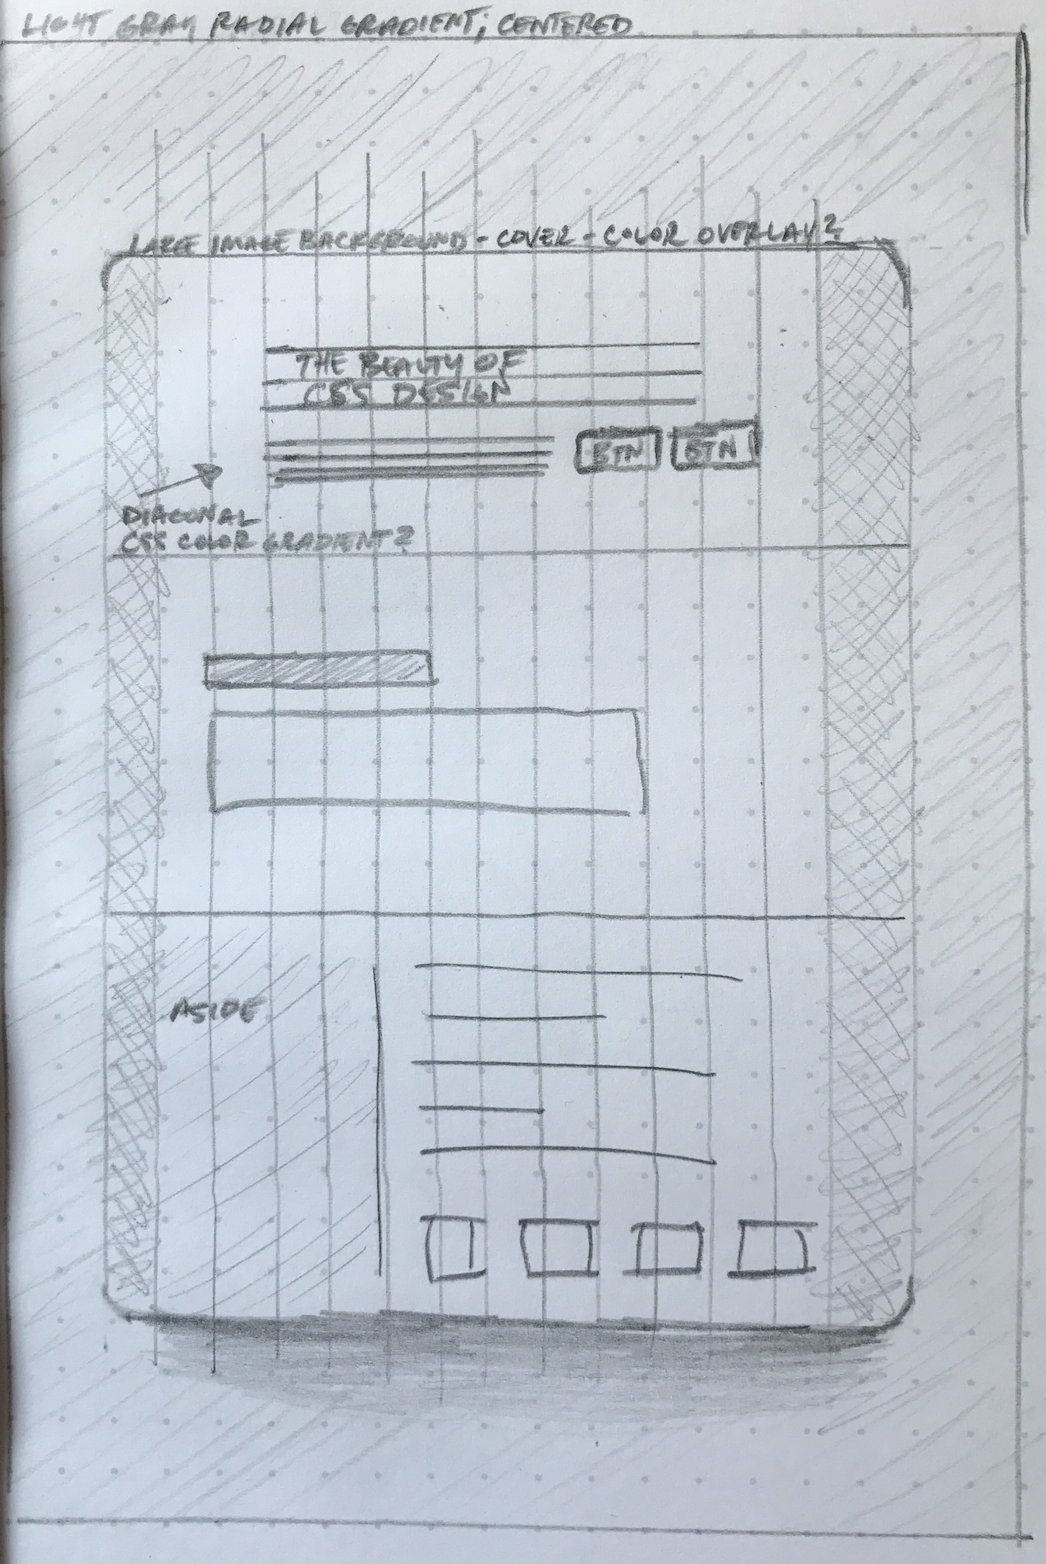 LIGHT GRAY RADIAL GRADIENT; CENTERED
LARGE IMAGE BACKGROUND - COVER - COLOR OVERLAY?
THE BEAUTY OF
CSS DESIGN
BTN BTN
DIAGONAL
CSS COLOR GRADIENT?
ASIDE